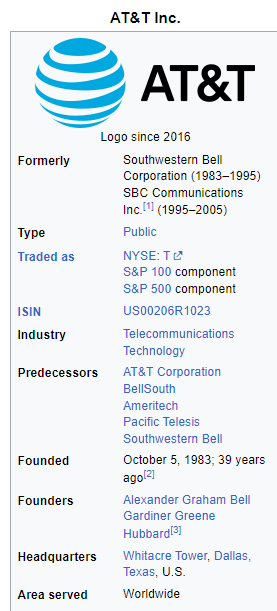 AT&T Inc.
AT&T
Logo since 2016
Formerly Southwestern Bell
Corporation (1983–1995)
SBC Communications
Inc.[1] (1995–2005)
Type Public
Traded as NYSE: T
S&P 100 component
S&P 500 component
ISIN US00206R1023
Industry Telecommunications
Technology
Predecessors AT&T Corporation
BellSouth
Ameritech
Pacific Telesis
Southwestern Bell
Founded October 5, 1983; 39 years
ago[2]
Founders Alexander Graham Bell
Gardiner Greene
Hubbard[3]
Headquarters Whitacre Tower, Dallas,
Texas, U.S.
Area served Worldwide